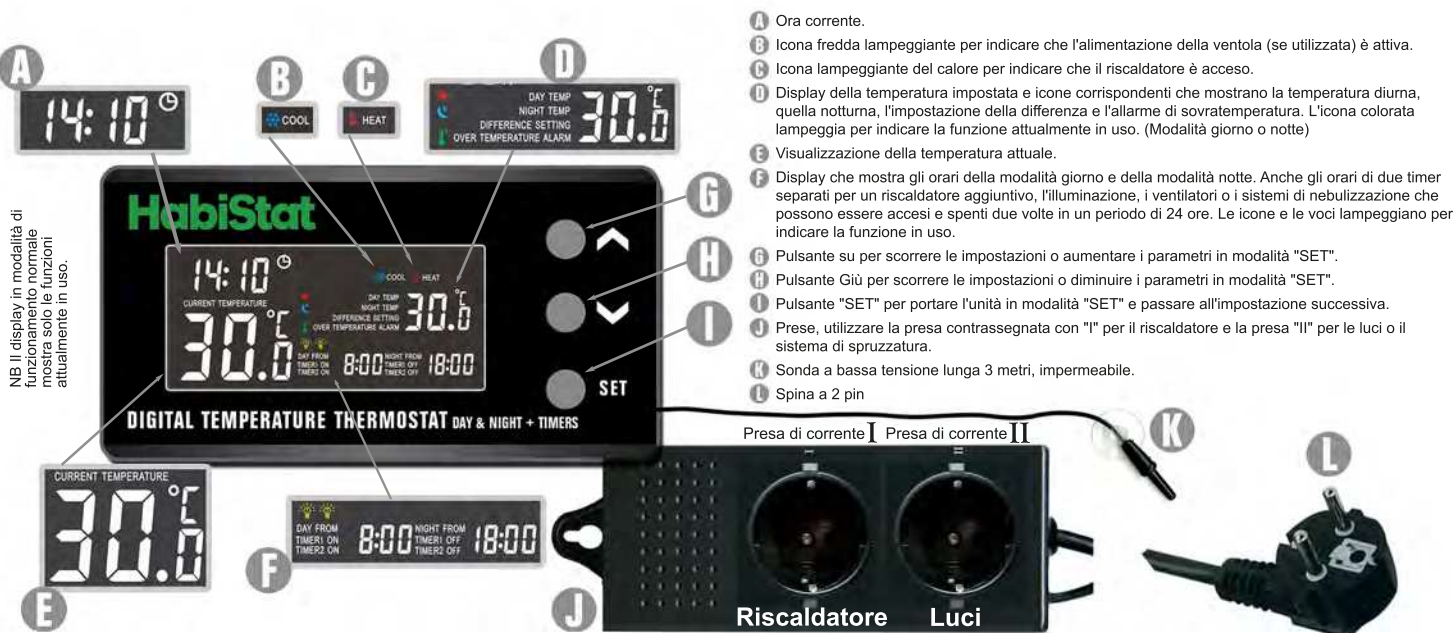 A
14:10
B
COOL
C
HEAT
D
DAY TEMP
NIGHT TEMP
DIFFERENCE SETTING
OVER TEMPERATURE ALARM
30.0
°C
A Ora corrente.
B Icona fredda lampeggiante per indicare che l'alimentazione della ventola (se utilizzata) è attiva.
C Icona lampeggiante del calore per indicare che il riscaldatore è acceso.
D Display della temperatura impostata e icone corrispondenti che mostrano la temperatura diurna,
quella notturna, l'impostazione della differenza e l'allarme di sovratemperatura. L'icona colorata
lampeggia per indicare la funzione attualmente in uso. (Modalità giorno o notte)
E Visualizzazione della temperatura attuale.
F Display che mostra gli orari della modalità giorno e della modalità notte. Anche gli orari di due timer
separati per un riscaldatore aggiuntivo, l'illuminazione, i ventilatori o i sistemi di nebulizzazione che
possono essere accesi e spenti due volte in un periodo di 24 ore. Le icone e le voci lampeggiano per
indicare la funzione in uso.
G Pulsante su per scorrere le impostazioni o aumentare i parametri in modalità "SET".
H Pulsante Giù per scorrere le impostazioni o diminuire i parametri in modalità "SET".
I Pulsante "SET" per portare l'unità in modalità "SET" e passare all'impostazione successiva.
J Prese, utilizzare la presa contrassegnata con "I" per il riscaldatore e la presa "II" per le luci o il
sistema di spruzzatura.
K Sonda a bassa tensione lunga 3 metri, impermeabile.
L Spina a 2 pin
NB Il display in modalità di
funzionamento normale
mostra solo le funzioni
attualmente in uso.
HabiStat
14:10
COOL HEAT
CURRENT TEMPERATURE
30.0
°C
DAY TEMP
NIGHT TEMP
DIFFERENCE SETTING
OVER TEMPERATURE ALARM
30.0
°C
DAY FROM
TIMER1 ON
TIMER2 ON
8:00
NIGHT FROM
TIMER1 OFF
TIMER2 OFF
18:00
G
H
I
SET
DIGITAL TEMPERATURE THERMOSTAT DAY & NIGHT + TIMERS
CURRENT TEMPERATURE
30.0
°C
E
DAY FROM
TIMER1 ON
TIMER2 ON
8:00
NIGHT FROM
TIMER1 OFF
TIMER2 OFF
18:00
F
Presa di corrente I Presa di corrente II
I
II
J
Riscaldatore Luci
K
L